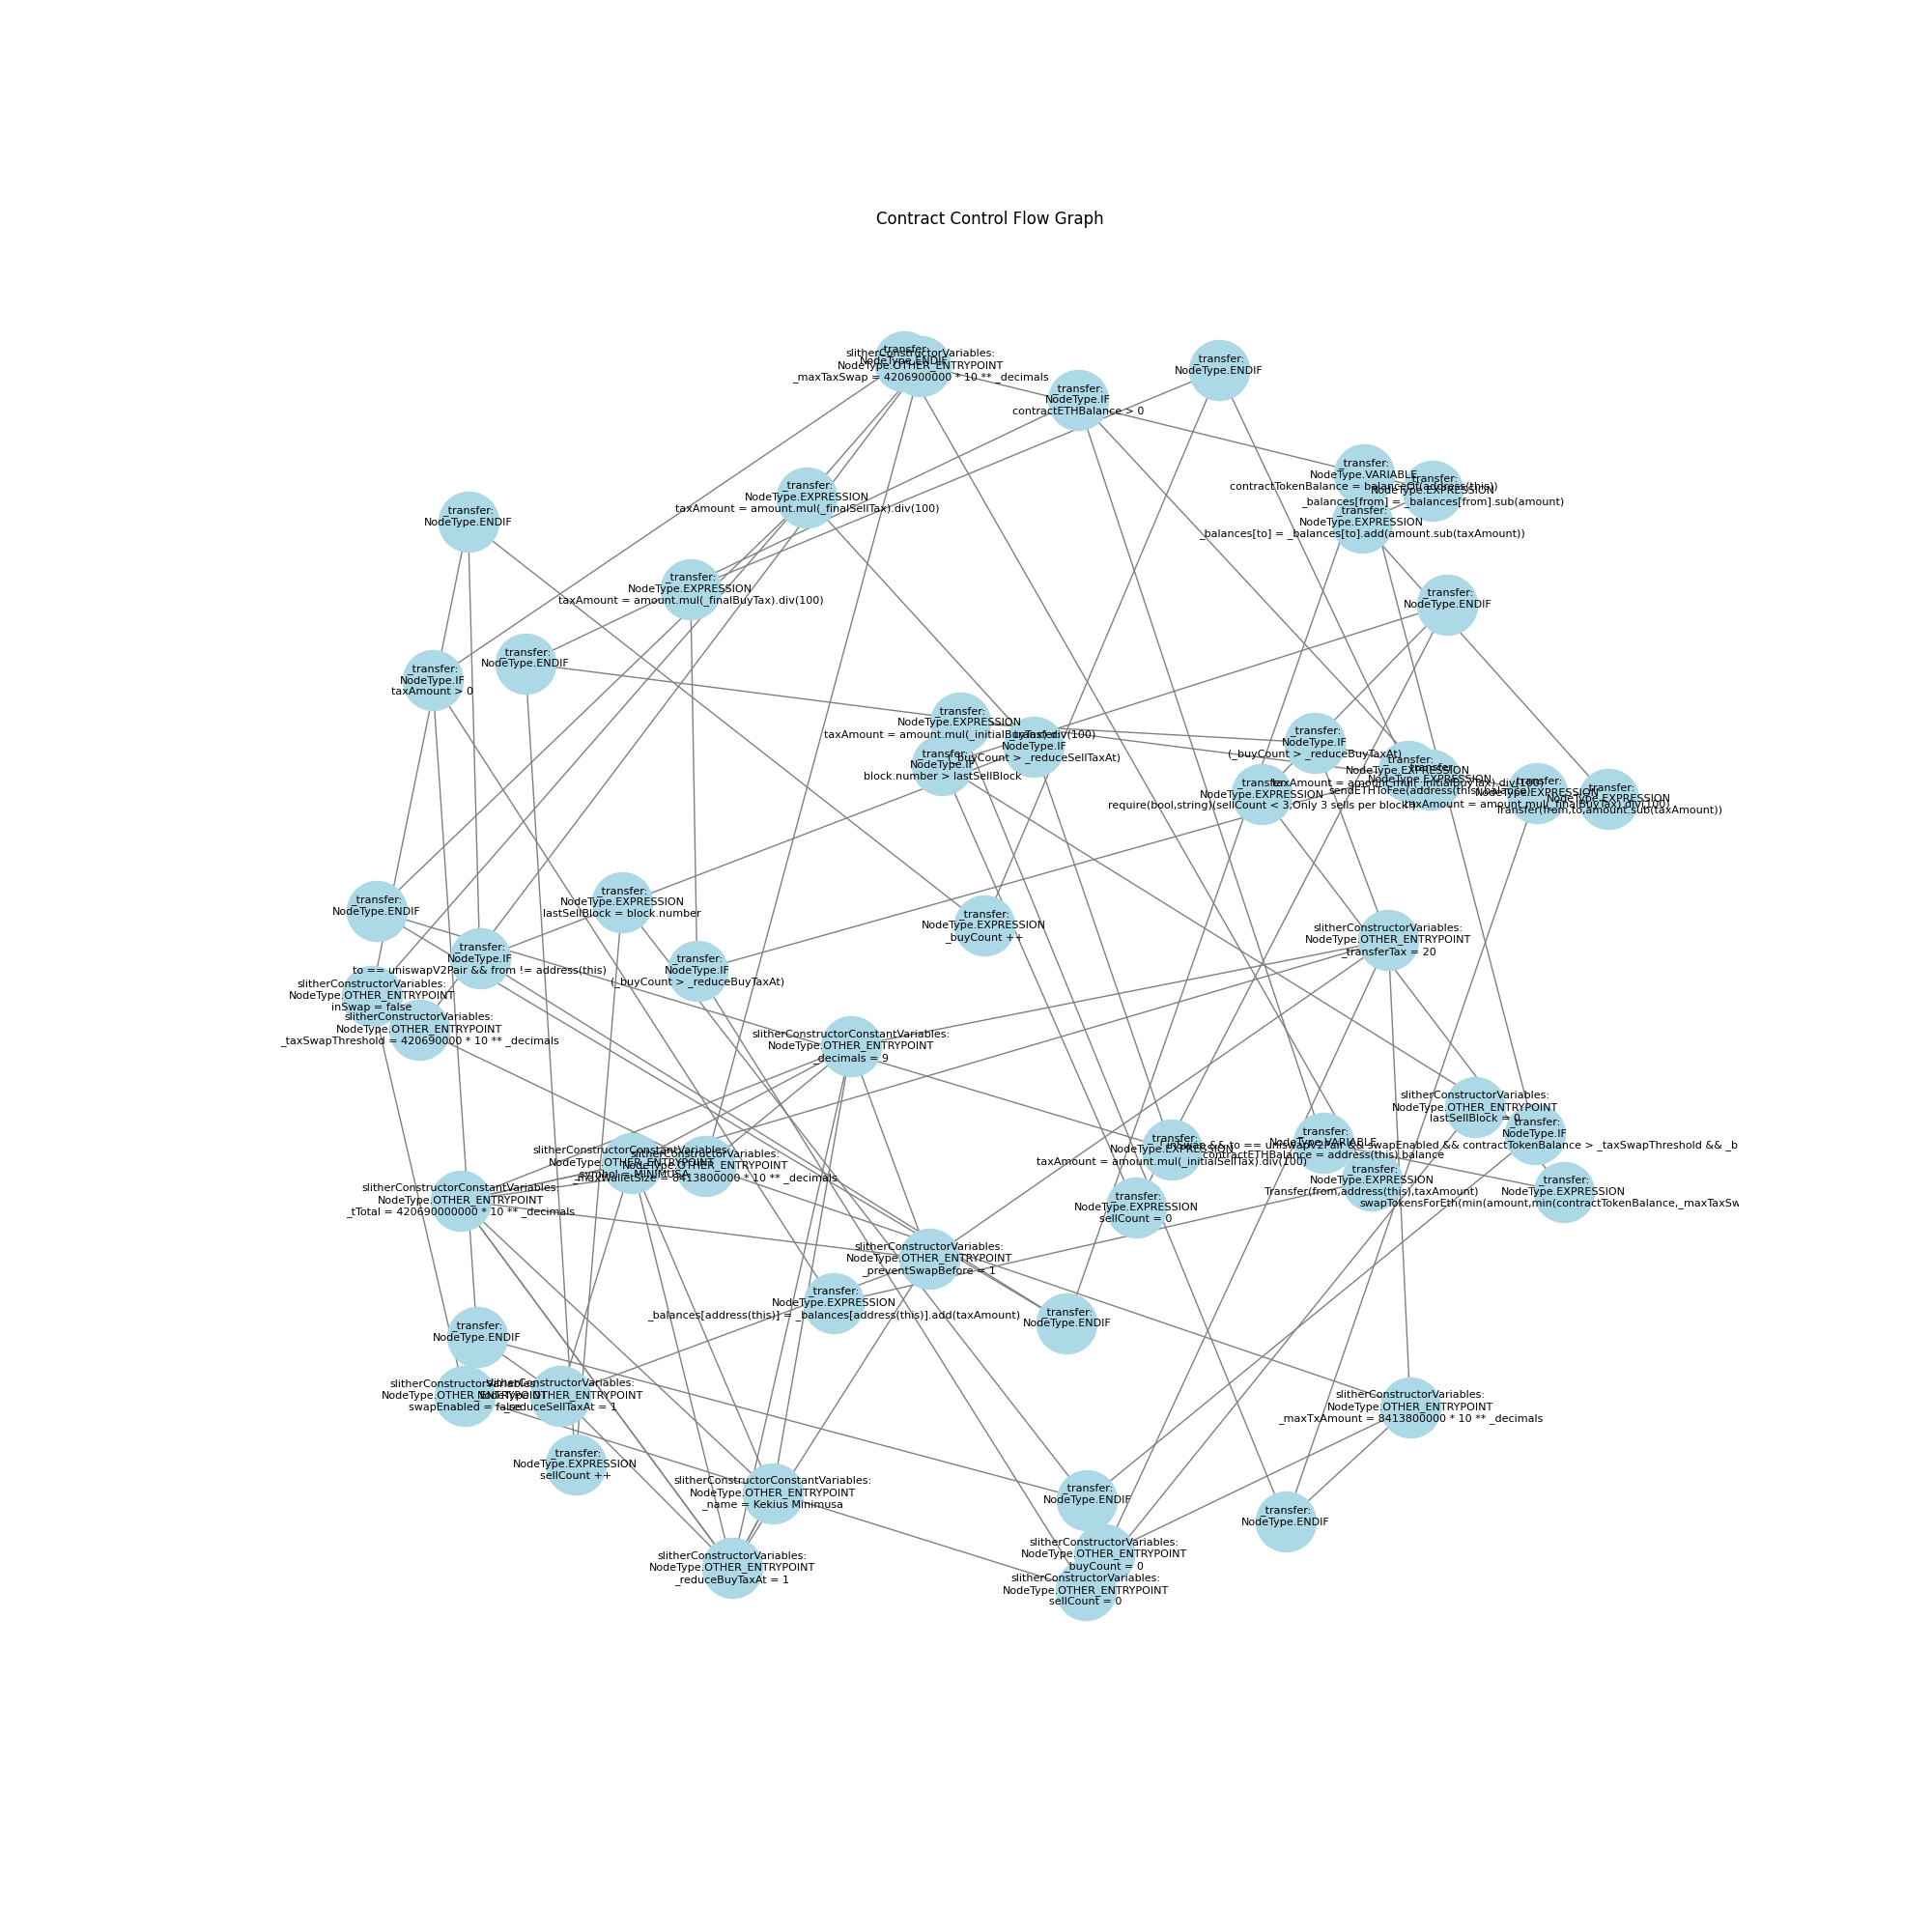 Contract Control Flow Graph
_transfer:
NodeType.ENDIF
slitherConstructorVariables:
NodeType.OTHER_ENTRYPOINT
_maxTaxSwap = 4206900000 * 10 ** _decimals
_transfer:
NodeType.ENDIF
_transfer:
NodeType.IF
contractETHBalance > 0
_transfer:
NodeType.VARIABLE
contractTokenBalance = balanceOf(address(this))
_transfer:
NodeType.EXPRESSION
_balances[from] = _balances[from].sub(amount)
_transfer:
NodeType.EXPRESSION
_balances[to] = _balances[to].add(amount.sub(taxAmount))
_transfer:
NodeType.EXPRESSION
taxAmount = amount.mul(_finalSellTax).div(100)
_transfer:
NodeType.ENDIF
_transfer:
NodeType.EXPRESSION
taxAmount = amount.mul(_finalBuyTax).div(100)
_transfer:
NodeType.ENDIF
_transfer:
NodeType.ENDIF
_transfer:
NodeType.IF
taxAmount > 0
_transfer:
NodeType.EXPRESSION
taxAmount = amount.mul(_initialBuyTax).div(100)
_transfer:
NodeType.IF
(_buyCount > _reduceSellTaxAt)
_transfer:
NodeType.IF
block.number > lastSellBlock
_transfer:
NodeType.IF
(_buyCount > _reduceBuyTaxAt)
_transfer:
NodeType.EXPRESSION
taxAmount = amount.mul(_initialBuyTax).div(100)
_transfer:
NodeType.EXPRESSION
sendETHToFee(address(this).balance)
_transfer:
NodeType.EXPRESSION
require(bool,string)(sellCount < 3,Only 3 sells per block!)
taxAmount = amount.mul(_finalBuyTax).div(100)
_transfer:
NodeType.EXPRESSION
_transfer:
NodeType.EXPRESSION
Transfer(from,to,amount.sub(taxAmount))
_transfer:
NodeType.ENDIF
_transfer:
NodeType.EXPRESSION
lastSellBlock = block.number
_transfer:
NodeType.EXPRESSION
_buyCount ++
slitherConstructorVariables:
NodeType.OTHER_ENTRYPOINT
_transferTax = 20
_transfer:
NodeType.IF
to == uniswapV2Pair && from != address(this)
_transfer:
NodeType.IF
(_buyCount > _reduceBuyTaxAt)
slitherConstructorVariables:
NodeType.OTHER_ENTRYPOINT
inSwap = false
slitherConstructorVariables:
NodeType.OTHER_ENTRYPOINT
_taxSwapThreshold = 420690000 * 10 ** _decimals
slitherConstructorConstantVariables:
NodeType.OTHER_ENTRYPOINT
_decimals = 9
slitherConstructorVariables:
NodeType.OTHER_ENTRYPOINT
lastSellBlock = 0
_transfer:
NodeType.IF
inSwap && to == uniswapV2Pair && swapEnabled && contractTokenBalance > _taxSwapThreshold && _b
_transfer:
NodeType.VARIABLE
contractETHBalance = address(this).balance
_transfer:
NodeType.EXPRESSION
taxAmount = amount.mul(_initialSellTax).div(100)
slitherConstructorConstantVariables:
NodeType.OTHER_ENTRYPOINT
_symbol = MINIMUSA
slitherConstructorVariables:
NodeType.OTHER_ENTRYPOINT
_maxWalletSize = 8413800000 * 10 ** _decimals
_transfer:
NodeType.EXPRESSION
Transfer(from,address(this),taxAmount)
_transfer:
NodeType.EXPRESSION
swapTokensForEth(min(amount,min(contractTokenBalance,_maxTaxSw
slitherConstructorConstantVariables:
NodeType.OTHER_ENTRYPOINT
_tTotal = 420690000000 * 10 ** _decimals
_transfer:
NodeType.EXPRESSION
sellCount = 0
slitherConstructorVariables:
NodeType.OTHER_ENTRYPOINT
_preventSwapBefore = 1
_transfer:
NodeType.EXPRESSION
_balances[address(this)] = _balances[address(this)].add(taxAmount)
_transfer:
NodeType.ENDIF
_transfer:
NodeType.ENDIF
slitherConstructorVariables:
NodeType.OTHER_ENTRYPOINT
swapEnabled = false
slitherConstructorVariables:
NodeType.OTHER_ENTRYPOINT
_reduceSellTaxAt = 1
slitherConstructorVariables:
NodeType.OTHER_ENTRYPOINT
_maxTxAmount = 8413800000 * 10 ** _decimals
_transfer:
NodeType.EXPRESSION
sellCount ++
slitherConstructorConstantVariables:
NodeType.OTHER_ENTRYPOINT
_name = Kekius Minimusa
_transfer:
NodeType.ENDIF
_transfer:
NodeType.ENDIF
slitherConstructorVariables:
NodeType.OTHER_ENTRYPOINT
_reduceBuyTaxAt = 1
slitherConstructorVariables:
NodeType.OTHER_ENTRYPOINT
_buyCount = 0
slitherConstructorVariables:
NodeType.OTHER_ENTRYPOINT
sellCount = 0